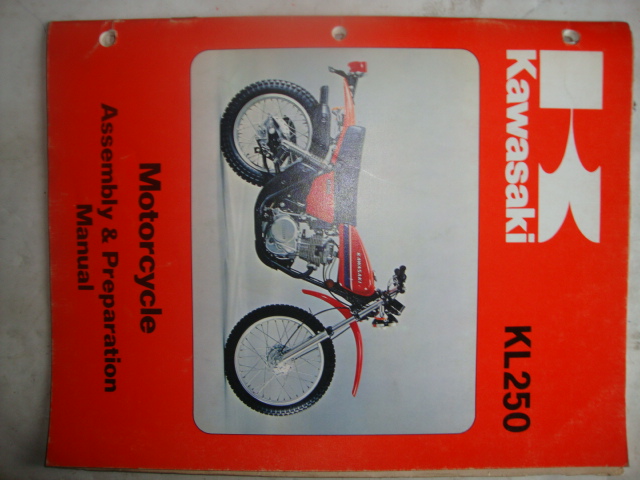 Kawasaki
KL250
Motorcycle
Assembly & Preparation
Manual